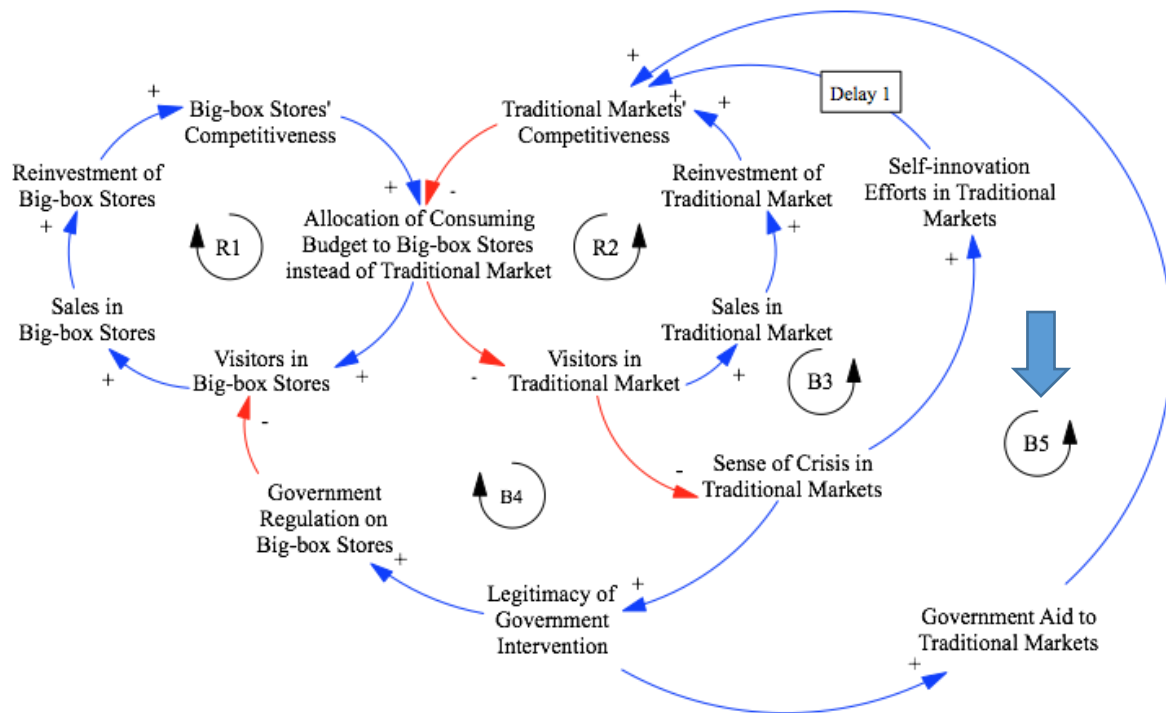 Big-box Stores'
Competitiveness
+
Traditional Markets'
Competitiveness
+
+
+
Delay 1
Reinvestment of
Big-box Stores
+
Reinvestment of
Traditional Market
+
Self-innovation
Efforts in Traditional
Markets
+
+
-
Allocation of Consuming
Budget to Big-box Stores
instead of Traditional Market
R1
R2
Sales in
Big-box Stores
+
Sales in
Traditional Market
+
Visitors in
Big-box Stores
+
-
Visitors in
Traditional Market
-
B3
B5
Sense of Crisis in
Traditional Markets
-
B4
Government
Regulation on
Big-box Stores
+
Legitimacy of
Government
Intervention
+
Government Aid to
Traditional Markets
+